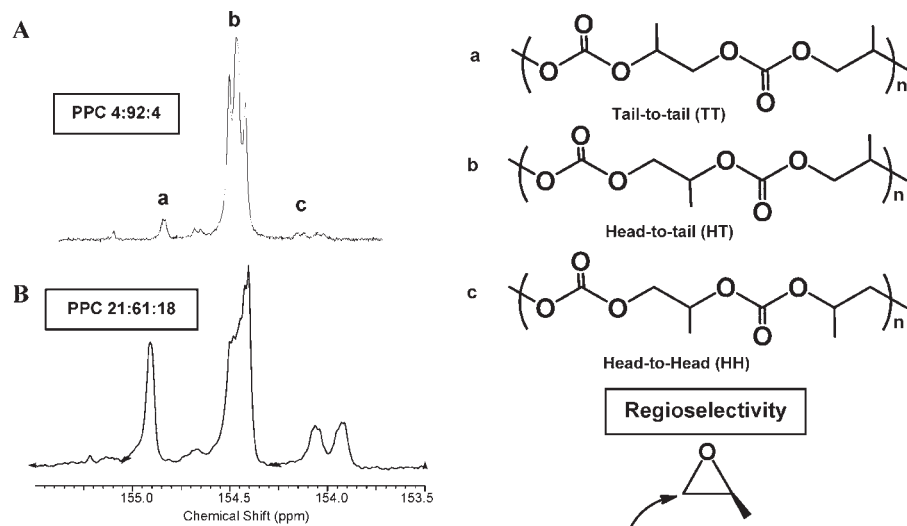 A
b
PPC 4:92:4
a
c
B
PPC 21:61:18
155.0
154.5
154.0
153.5
Chemical Shift (ppm)
a
O
O
O
O
O
O
n
Tail-to-tail (TT)
b
O
O
O
O
O
O
n
Head-to-tail (HT)
c
O
O
O
O
O
O
n
Head-to-Head (HH)
Regioselectivity
O